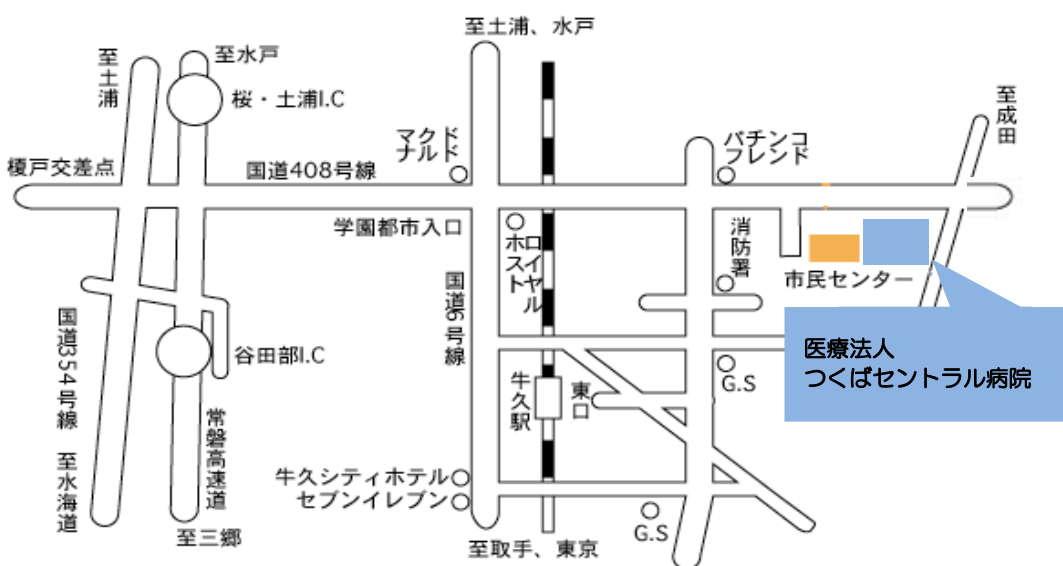 至土浦、水戸
至土浦
至水戸
桜・土浦I.C
マクド
ナルド
パチンコ
フレンド
至成田
榎戸交差点
国道408号線
学園都市入口
ロイヤル
ホスト
消防署
市民センター
国道6号線
国道354号線 至水海道
谷田部I.C
医療法人
つくばセントラル病院
G.S
牛久駅
東口
常磐高速道
牛久シティホテル
セブンイレブン
G.S
至三郷
至取手、東京